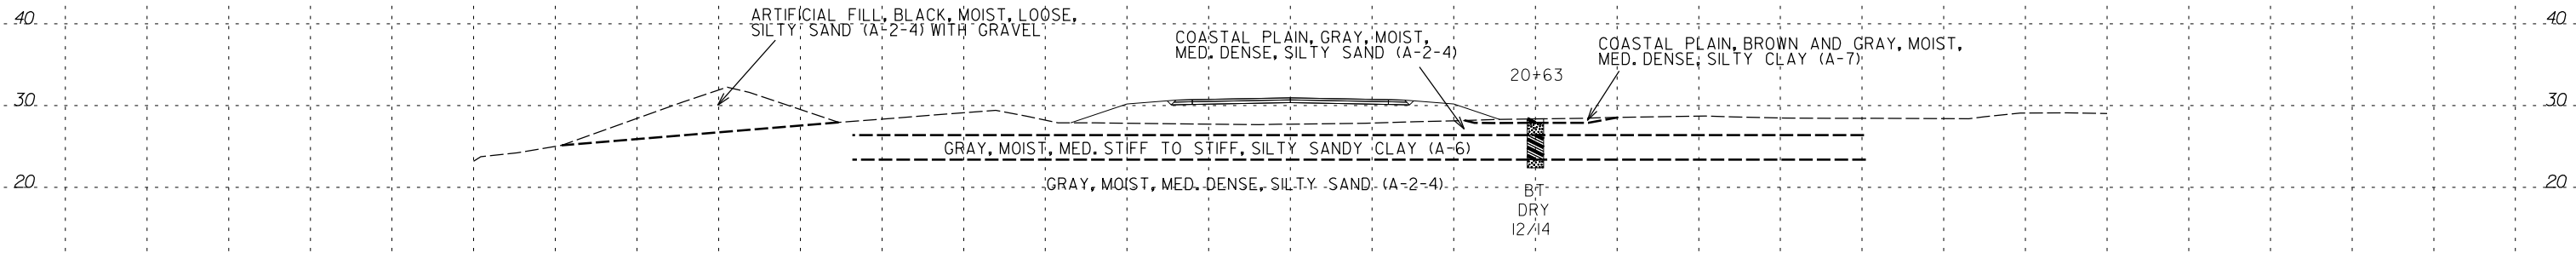 40
ARTIFICIAL FILL, BLACK, MOIST, LOOSE,
SILTY SAND (A-2-4) WITH GRAVEL
COASTAL PLAIN, GRAY, MOIST,
MED. DENSE, SILTY SAND (A-2-4)
COASTAL PLAIN, BROWN AND GRAY, MOIST,
MED. DENSE, SILTY CLAY (A-7)
40
20+63
30
30
GRAY, MOIST, MED. STIFF TO STIFF, SILTY SANDY CLAY (A-6)
20
GRAY, MOIST, MED. DENSE, SILTY SAND (A-2-4)
BT
DRY
12/14
20